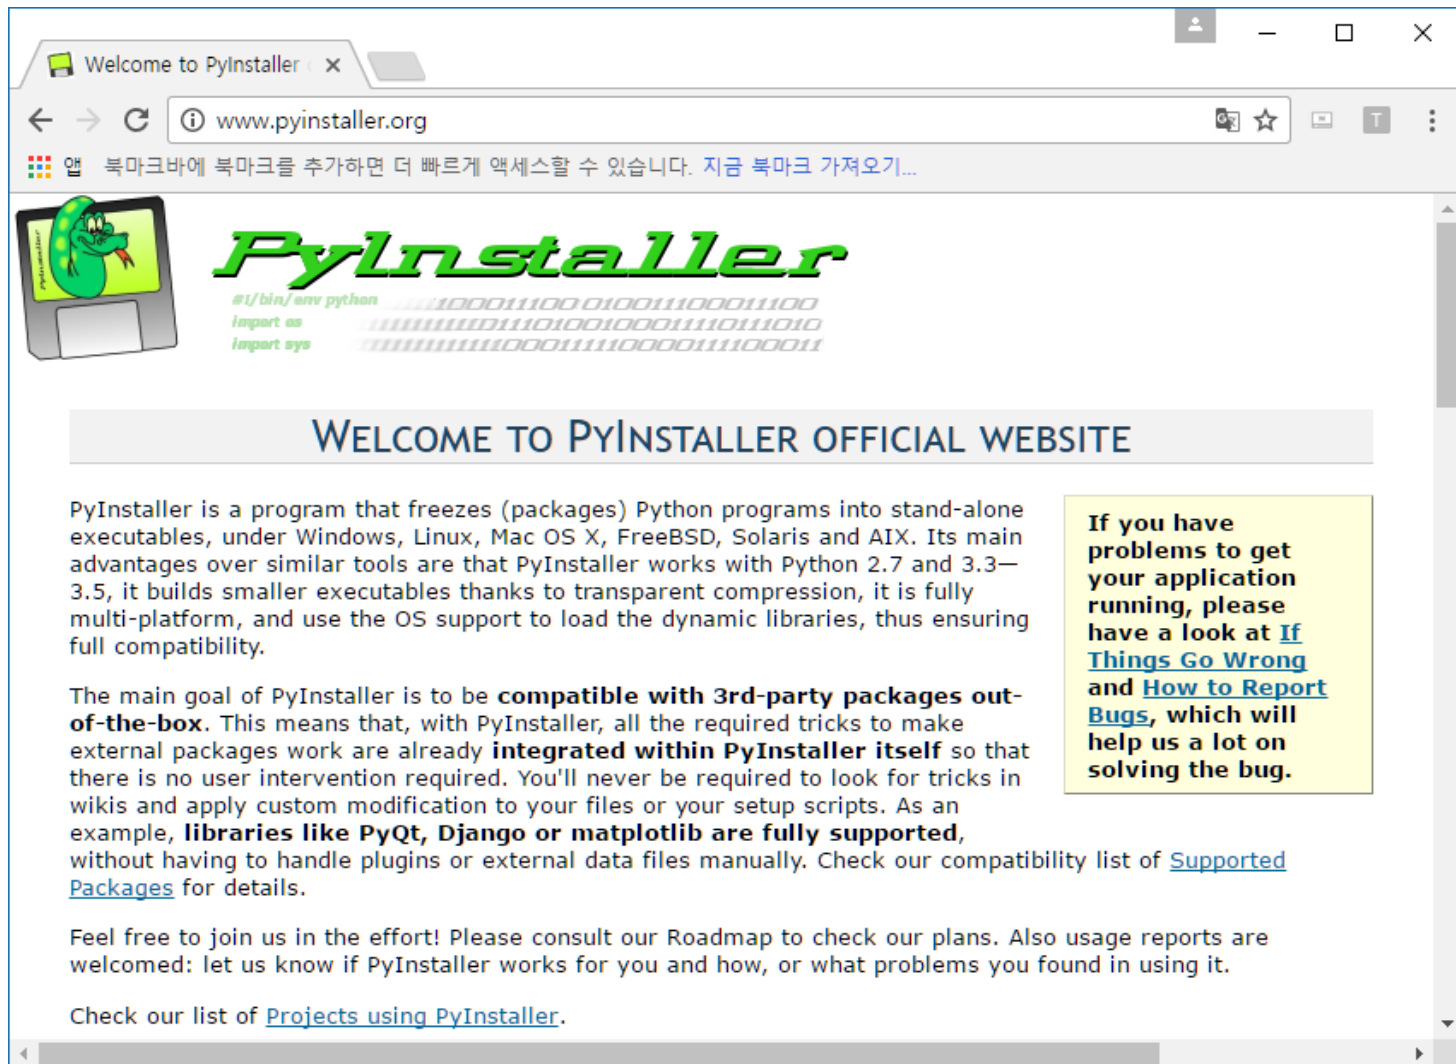 Welcome to PyInstaller
www.pyinstaller.org
앱 북마크바에 북마크를 추가하면 더 빠르게 액세스할 수 있습니다. 지금 북마크 가져오기...
PyInstaller
PyInstaller
#!/bin/env python
import os
import sys
WELCOME TO PYINSTALLER OFFICIAL WEBSITE
PyInstaller is a program that freezes (packages) Python programs into stand-alone
executables, under Windows, Linux, Mac OS X, FreeBSD, Solaris and AIX. Its main
advantages over similar tools are that PyInstaller works with Python 2.7 and 3.3—
3.5, it builds smaller executables thanks to transparent compression, it is fully
multi-platform, and use the OS support to load the dynamic libraries, thus ensuring
full compatibility.
If you have
problems to get
your application
running, please
have a look at If
Things Go Wrong
and How to Report
Bugs, which will
help us a lot on
solving the bug.
The main goal of PyInstaller is to be compatible with 3rd-party packages out-
of-the-box. This means that, with PyInstaller, all the required tricks to make
external packages work are already integrated within PyInstaller itself so that
there is no user intervention required. You'll never be required to look for tricks in
wikis and apply custom modification to your files or your setup scripts. As an
example, libraries like PyQt, Django or matplotlib are fully supported,
without having to handle plugins or external data files manually. Check our compatibility list of Supported
Packages for details.
Feel free to join us in the effort! Please consult our Roadmap to check our plans. Also usage reports are
welcomed: let us know if PyInstaller works for you and how, or what problems you found in using it.
Check our list of Projects using PyInstaller.